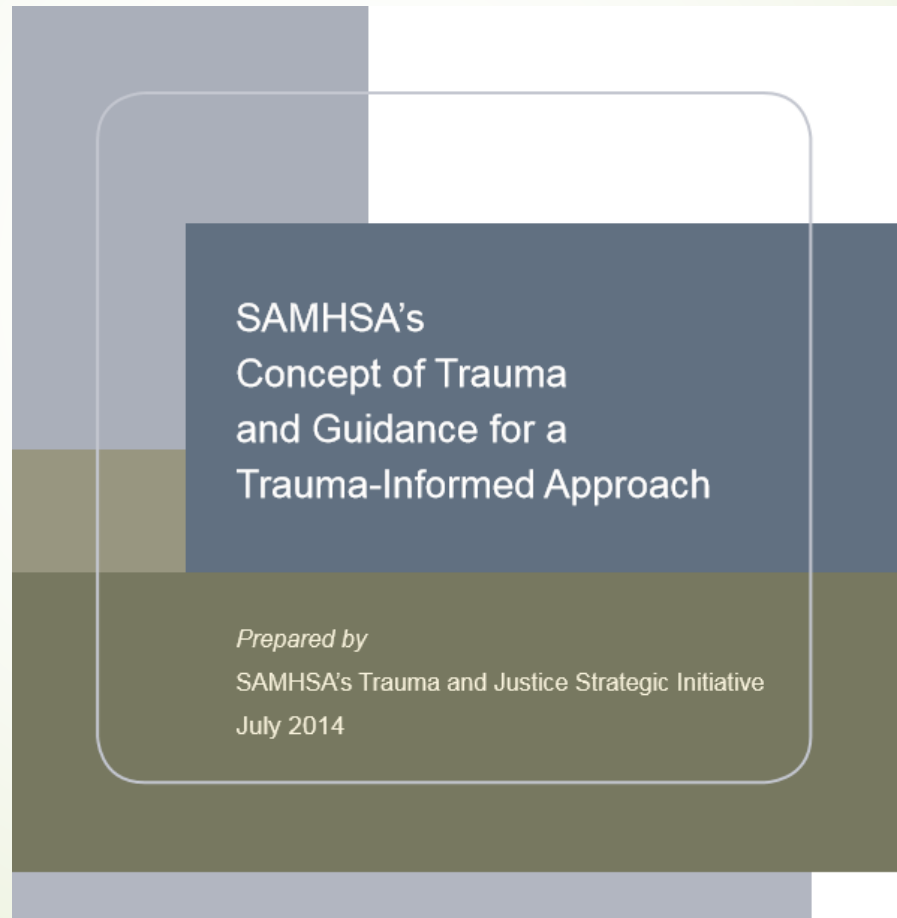 SAMHSA’s
Concept of Trauma
and Guidance for a
Trauma-Informed Approach
Prepared by
SAMHSA’s Trauma and Justice Strategic Initiative
July 2014